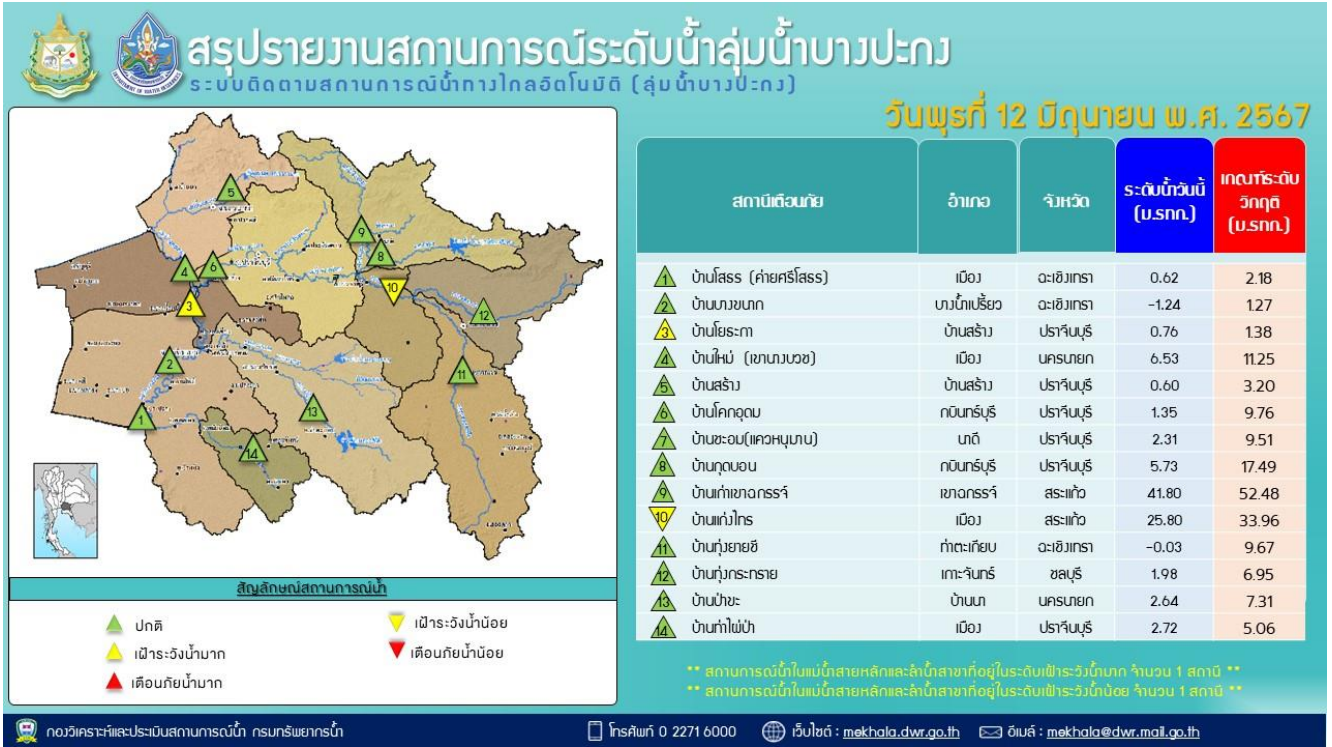 สรุปรายงานสถานการณ์ระดับน้ำลุ่มน้ำบางปะกง
ระบบติดตามสถานการณ์น้ำทางไกลอัตโนมัติ (ลุ่มน้ำบางปะกง)
วันพุธที่ 12 มิถุนายน พ.ศ. 2567
5
9
8
4
6
10
3
12
2
11
13
1
14
สถานีเตือนภัย อำเภอ จังหวัด ระดับน้ำวันนี้ (ม.รทก.) เกณฑ์ระดับวิกฤติ (ม.รทก.)
1 บ้านโสธร (ค่ายศรีโสธร) เมือง ฉะเชิงเทรา 0.62 2.18
2 บ้านบางขนาก บางน้ำเปรี้ยว ฉะเชิงเทรา -1.24 1.27
3 บ้านโยธะกา บ้านสร้าง ปราจีนบุรี 0.76 1.38
4 บ้านใหม่ (เขานางบวช) เมือง นครนายก 6.53 11.25
5 บ้านสร้าง บ้านสร้าง ปราจีนบุรี 0.60 3.20
6 บ้านโคกอุดม กบินทร์บุรี ปราจีนบุรี 1.35 9.76
7 บ้านชะอม(แควหนุมาน) นาดี ปราจีนบุรี 2.31 9.51
8 บ้านกุดบอน กบินทร์บุรี ปราจีนบุรี 5.73 17.49
9 บ้านเก่าเขาฉกรรจ์ เขาฉกรรจ์ สระแก้ว 41.80 52.48
10 บ้านแก่งไทร เมือง สระแก้ว 25.80 33.96
11 บ้านทุ่งยายชี ท่าตะเกียบ ฉะเชิงเทรา -0.03 9.67
12 บ้านทุ่งกระทราย เกาะจันทร์ ชลบุรี 1.98 6.95
13 บ้านป่าขะ บ้านนา นครนายก 2.64 7.31
14 บ้านท่าไผ่ป่า เมือง ปราจีนบุรี 2.72 5.06
สัญลักษณ์สถานการณ์น้ำ
ปกติ
เฝ้าระวังน้ำมาก
เตือนภัยน้ำมาก
เฝ้าระวังน้ำน้อย
เตือนภัยน้ำน้อย
** สถานการณ์น้ำในแม่น้ำสายหลักและลำน้ำสาขาที่อยู่ในระดับเฝ้าระวังน้ำมาก จำนวน 1 สถานี **
** สถานการณ์น้ำในแม่น้ำสายหลักและลำน้ำสาขาที่อยู่ในระดับเฝ้าระวังน้ำน้อย จำนวน 1 สถานี **
กองวิเคราะห์และประเมินสถานการณ์น้ำ กรมทรัพยากรน้ำ โทรศัพท์ 0 2271 6000 เว็บไซต์ : mekhala.dwr.go.th อีเมล์ : mekhala@dwr.mail.go.th